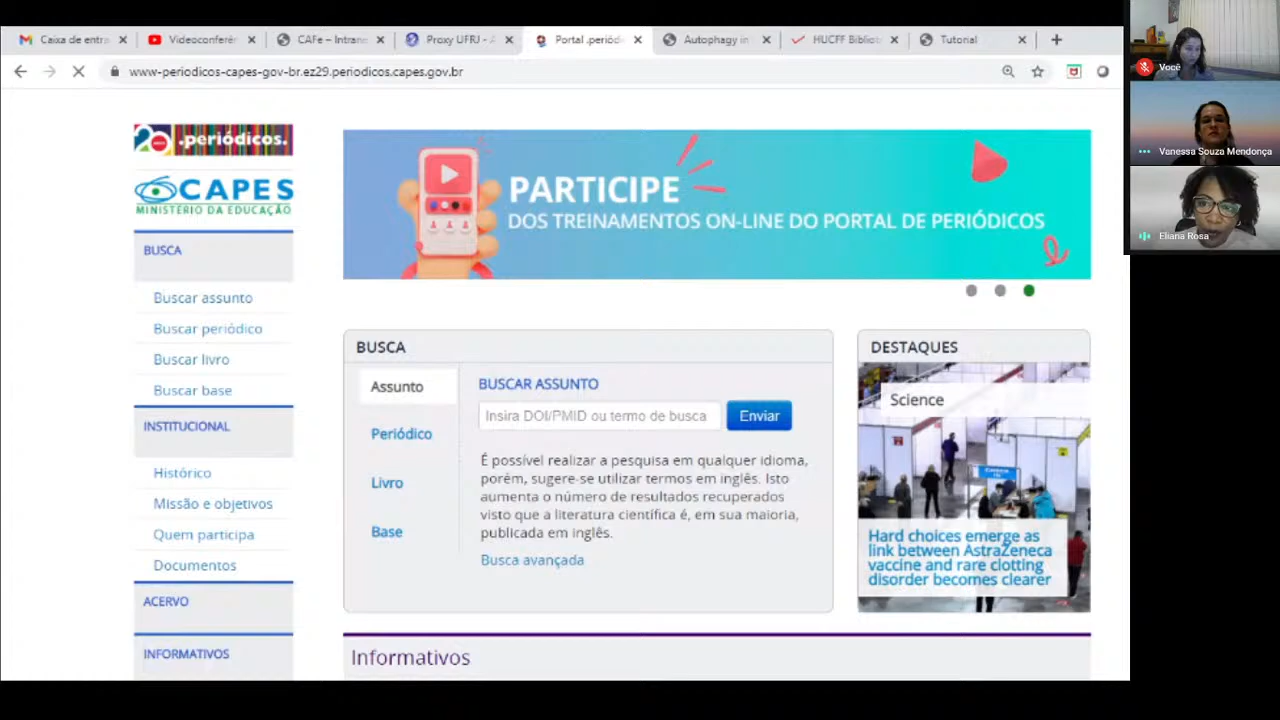 Caixa de entra
Videoconferên
CAFe – Intran
Proxy UFRJ - A
Portal .periód
Autophagy in
HUCFF Bibliot
Tutorial
www-periodicos-capes-gov-br.ez29.periodicos.capes.gov.br
Você
Vanessa Souza Mendonça
Eliana Rosa
20 anos .periódicos.
CAPES
MINISTÉRIO DA EDUCAÇÃO
BUSCA
Buscar assunto
Buscar periódico
Buscar livro
Buscar base
INSTITUCIONAL
Histórico
Missão e objetivos
Quem participa
Documentos
ACERVO
INFORMATIVOS
PARTICIPE
DOS TREINAMENTOS ON-LINE DO PORTAL DE PERIÓDICOS
BUSCA
Assunto
Periódico
Livro
Base
BUSCAR ASSUNTO
Insira DOI/PMID ou termo de busca
Enviar
É possível realizar a pesquisa em qualquer idioma,
porém, sugere-se utilizar termos em inglês. Isto
aumenta o número de resultados recuperados
visto que a literatura científica é, em sua maioria,
publicada em inglês.
Busca avançada
DESTAQUES
Science
Hard choices emerge as
link between AstraZeneca
vaccine and rare clotting
disorder becomes clearer
Informativos